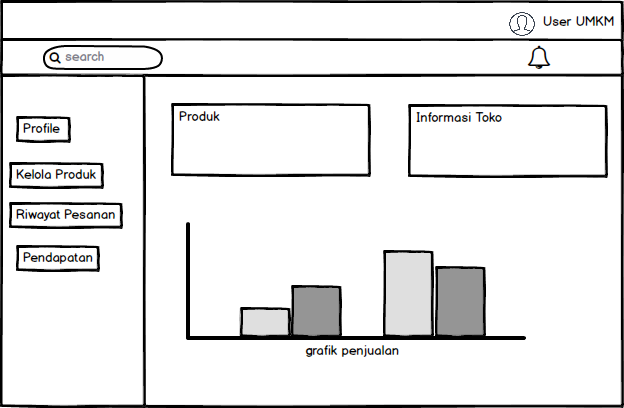 User UMKM
search
Profile
Kelola Produk
Riwayat Pesanan
Pendapatan
Produk
Informasi Toko
grafik penjualan